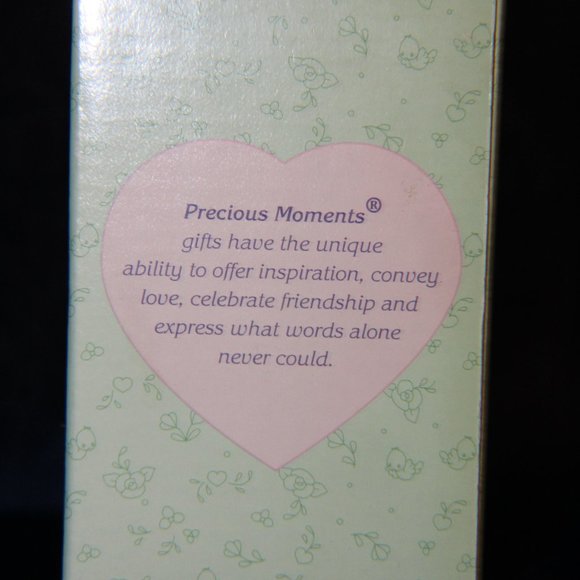 Precious Moments®
gifts have the unique
ability to offer inspiration, convey
love, celebrate friendship and
express what words alone
never could.